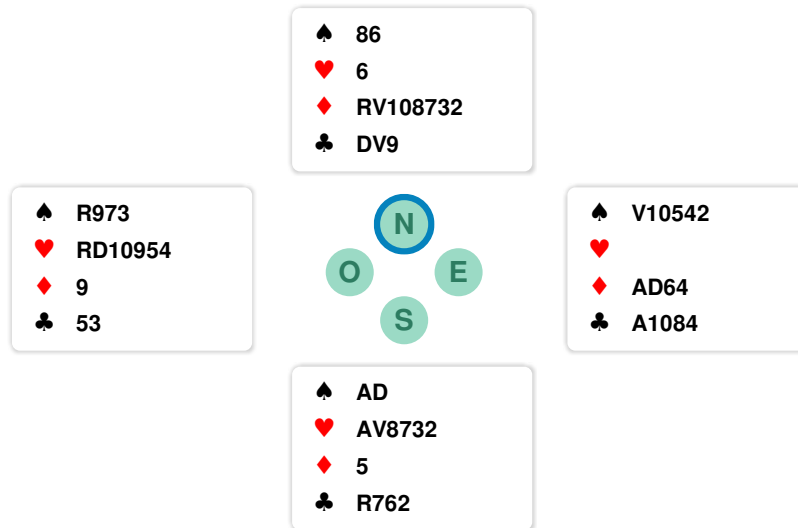 ♠ 86
♥ 6
♦ RV108732
♣ DV9
♠ R973
♥ RD10954
♦ 9
♣ 53
N
O E
S
♠ V10542
♥
♦ AD64
♣ A1084
♠ AD
♥ AV8732
♦ 5
♣ R762